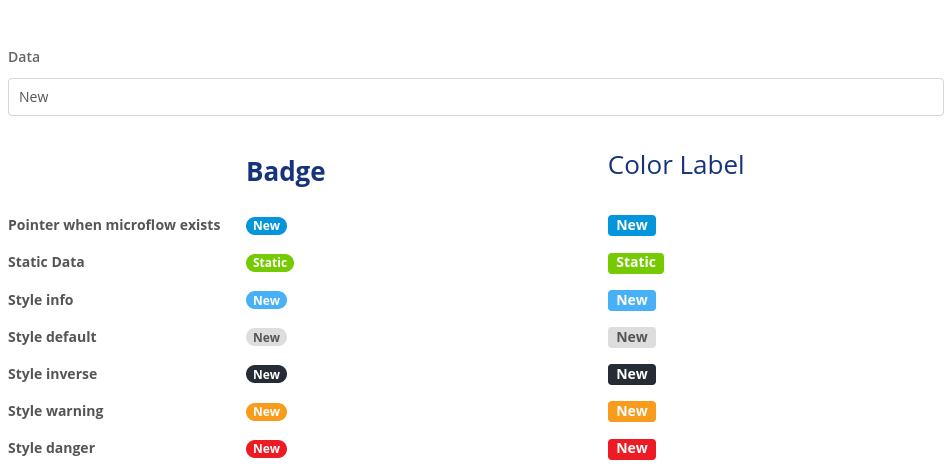 Data
New
Badge Color Label
Pointer when microflow exists New New
Static Data Static Static
Style info New New
Style default New New
Style inverse New New
Style warning New New
Style danger New New